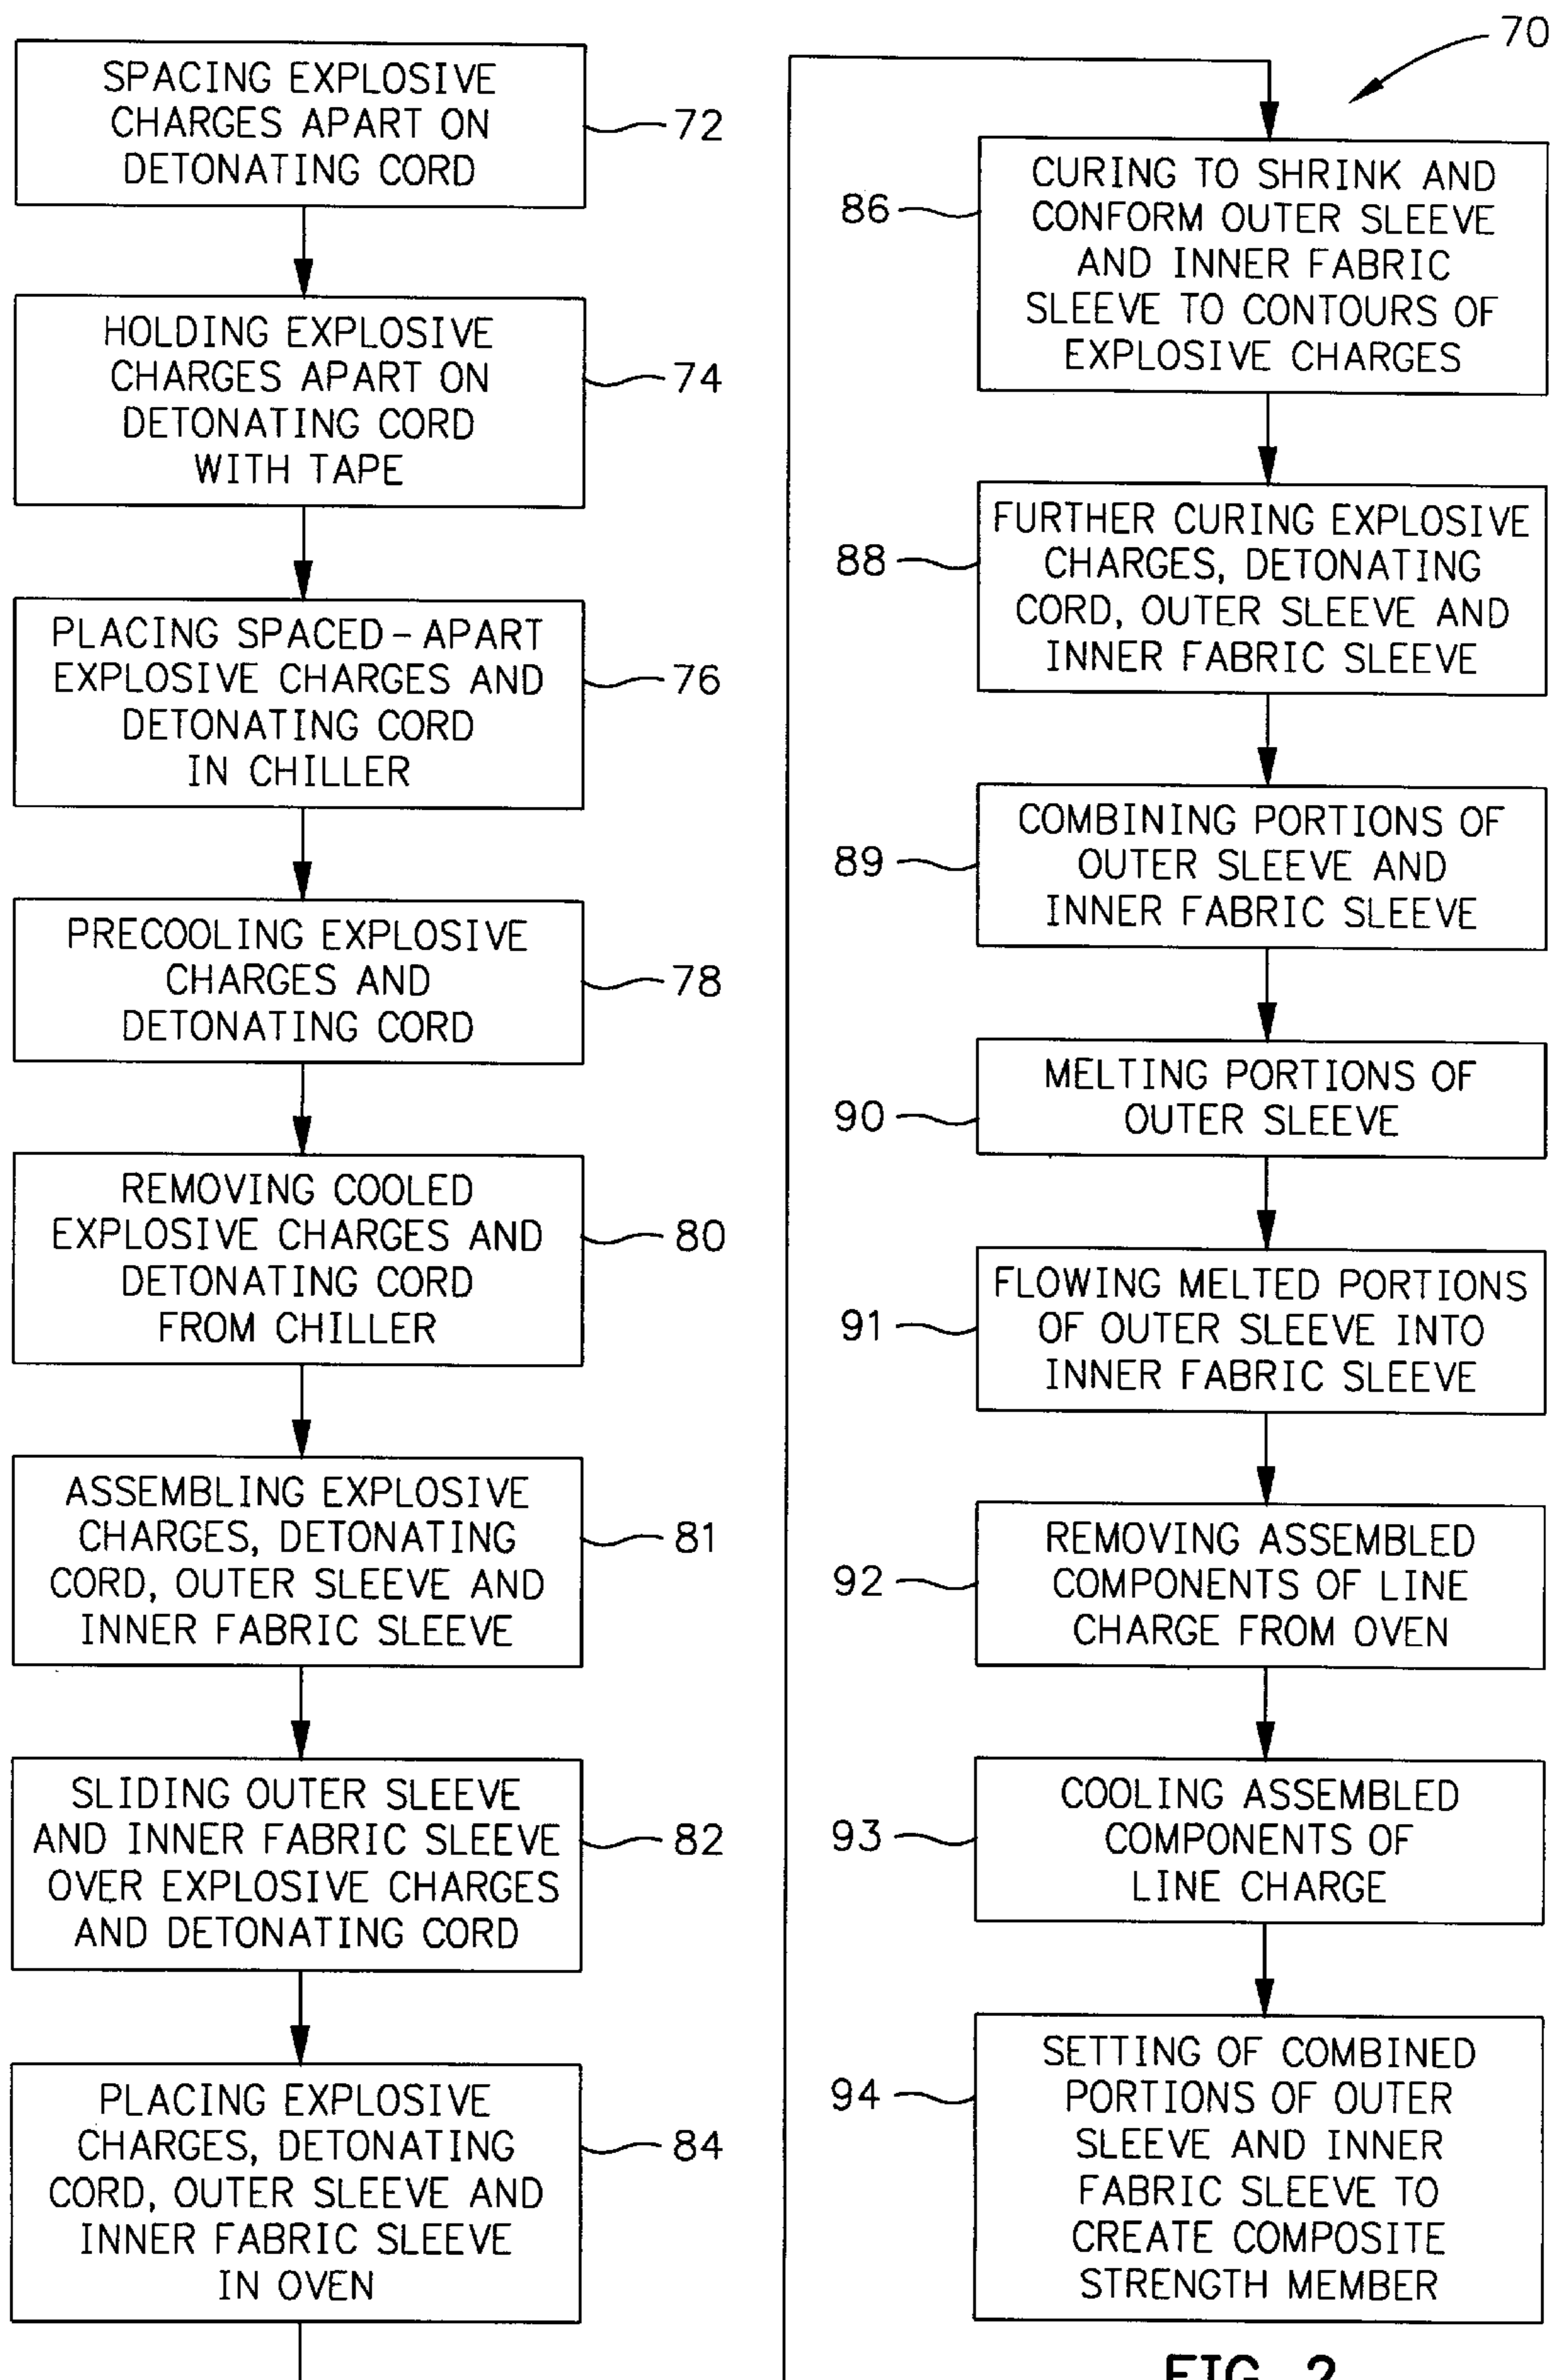 70
SPACING EXPLOSIVE
CHARGES APART ON
DETONATING CORD
72
HOLDING EXPLOSIVE
CHARGES APART ON
DETONATING CORD
WITH TAPE
74
PLACING SPACED-APART
EXPLOSIVE CHARGES AND
DETONATING CORD
IN CHILLER
76
PRECOOLING EXPLOSIVE
CHARGES AND
DETONATING CORD
78
REMOVING COOLED
EXPLOSIVE CHARGES AND
DETONATING CORD
FROM CHILLER
80
ASSEMBLING EXPLOSIVE
CHARGES, DETONATING
CORD, OUTER SLEEVE AND
INNER FABRIC SLEEVE
81
SLIDING OUTER SLEEVE
AND INNER FABRIC SLEEVE
OVER EXPLOSIVE CHARGES
AND DETONATING CORD
82
PLACING EXPLOSIVE
CHARGES, DETONATING
CORD, OUTER SLEEVE AND
INNER FABRIC SLEEVE
IN OVEN
84
CURING TO SHRINK AND
CONFORM OUTER SLEEVE
AND INNER FABRIC
SLEEVE TO CONTOURS OF
EXPLOSIVE CHARGES
86
FURTHER CURING EXPLOSIVE
CHARGES, DETONATING
CORD, OUTER SLEEVE AND
INNER FABRIC SLEEVE
88
COMBINING PORTIONS OF
OUTER SLEEVE AND
INNER FABRIC SLEEVE
89
MELTING PORTIONS OF
OUTER SLEEVE
90
FLOWING MELTED PORTIONS
OF OUTER SLEEVE INTO
INNER FABRIC SLEEVE
91
REMOVING ASSEMBLED
COMPONENTS OF LINE
CHARGE FROM OVEN
92
COOLING ASSEMBLED
COMPONENTS OF
LINE CHARGE
93
SETTING OF COMBINED
PORTIONS OF OUTER
SLEEVE AND INNER
FABRIC SLEEVE TO
CREATE COMPOSITE
STRENGTH MEMBER
94
FIG. 2